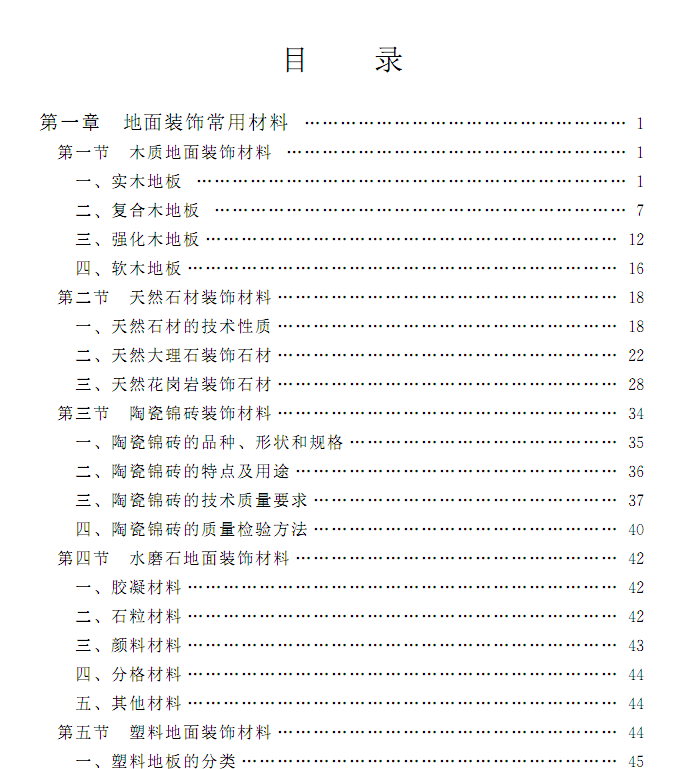 目 录
第一章 地面装饰常用材料 ………………………………………………… 1
第一节 木质地面装饰材料 ………………………………………………… 1
一、实木地板 ………………………………………………… 1
二、复合木地板 ………………………………………………… 7
三、强化木地板 ………………………………………………… 12
四、软木地板 ………………………………………………… 16
第二节 天然石材装饰材料 ………………………………………………… 18
一、天然石材的技术性质 ………………………………………………… 18
二、天然大理石装饰石材 ………………………………………………… 22
三、天然花岗岩装饰石材 ………………………………………………… 28
第三节 陶瓷锦砖装饰材料 ………………………………………………… 34
一、陶瓷锦砖的品种、形状和规格 ………………………………………………… 35
二、陶瓷锦砖的特点及用途 ………………………………………………… 36
三、陶瓷锦砖的技术质量要求 ………………………………………………… 37
四、陶瓷锦砖的质量检验方法 ………………………………………………… 40
第四节 水磨石地面装饰材料 ………………………………………………… 42
一、胶凝材料 ………………………………………………… 42
二、石粒材料 ………………………………………………… 42
三、颜料材料 ………………………………………………… 43
四、分格材料 ………………………………………………… 44
五、其他材料 ………………………………………………… 44
第五节 塑料地面装饰材料 ………………………………………………… 44
一、塑料地板的分类 ………………………………………………… 45